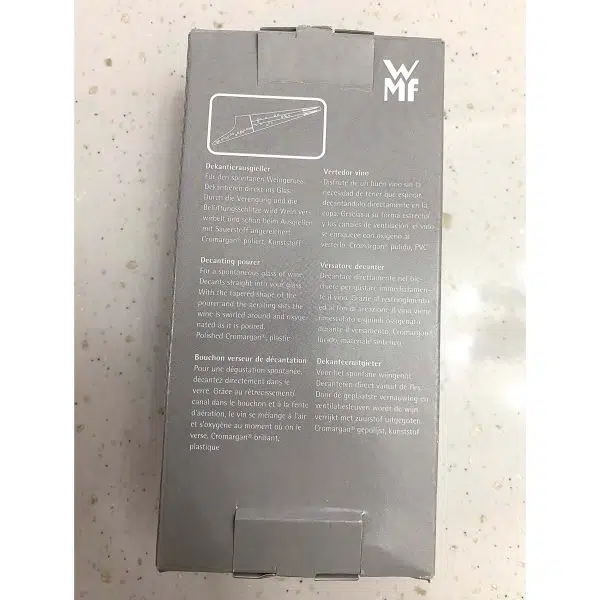 WMF
Dekantierausgießer
Für den spontanen Weingenuss.
Dekantieren direkt ins Glas.
Durch die Verengung und die
Belüftungsschlitze wird Wein ver-
wirbelt und schon beim Ausgießen
mit Sauerstoff angereichert.
Cromargan® poliert, Kunststoff
Decanting pourer
For a spontaneous glass of wine.
Decants straight into your glass.
With the tapered shape of the
pourer and the aerating slits the
wine is swirled around and oxyge-
nated as it is poured.
Polished Cromargan®, plastic
Bouchon verseur de décantation
Pour une dégustation spontanée,
décantez directement dans le
verre. Grâce au rétrécissement
canal dans le bouchon et à la fente
d'aération, le vin se mélange à l'air
et s'oxygène au moment où on le
verse. Cromargan® brillant,
plastique
Vertedor vino
Disfrute de un buen vino sin la
necesidad de tener que esperar,
decantándolo directamente en la
copa. Gracias a su forma estrecha
y los canales de ventilación, el vino
se enriquece con oxígeno al
verterlo. Cromargan® pulido, PVC
Versatore decanter
Decantare direttamente nel bic-
chiere per gustare immediatamen-
te il vino. Grazie al restringimento
ed ai fori di aerazione il vino viene
rimescolato e quindi ossigenato
durante il versamento. Cromargan®
lucido, materiale sintetico
Dekanteeruitgieter
Voor het spontane wijngenot.
Decanteren direct vanuit de fles.
Door de geplaatste vernauwing en
ventilatiesleuven wordt de wijn
verrijkt met zuurstof uitgegoten.
Cromargan® gepolijst, kunststof